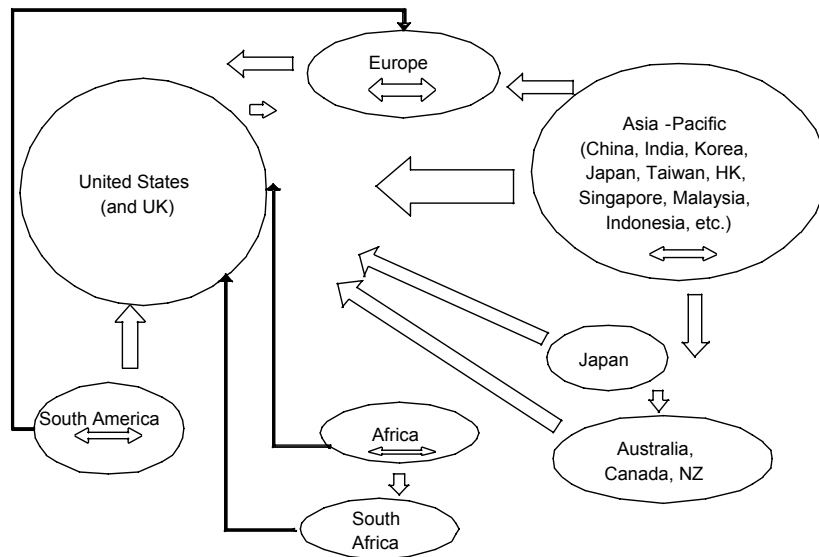 Europe
Asia -Pacific
(China, India, Korea,
Japan, Taiwan, HK,
Singapore, Malaysia,
Indonesia, etc.)
United States
(and UK)
Japan
South America
Africa
Australia,
Canada, NZ
South
Africa